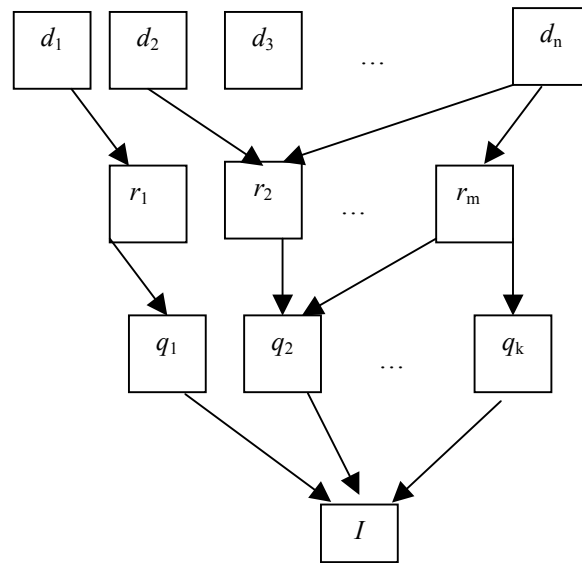 d₁ d₂ d₃ … dₙ
r₁ r₂ … rₘ
q₁ q₂ … qₖ
I